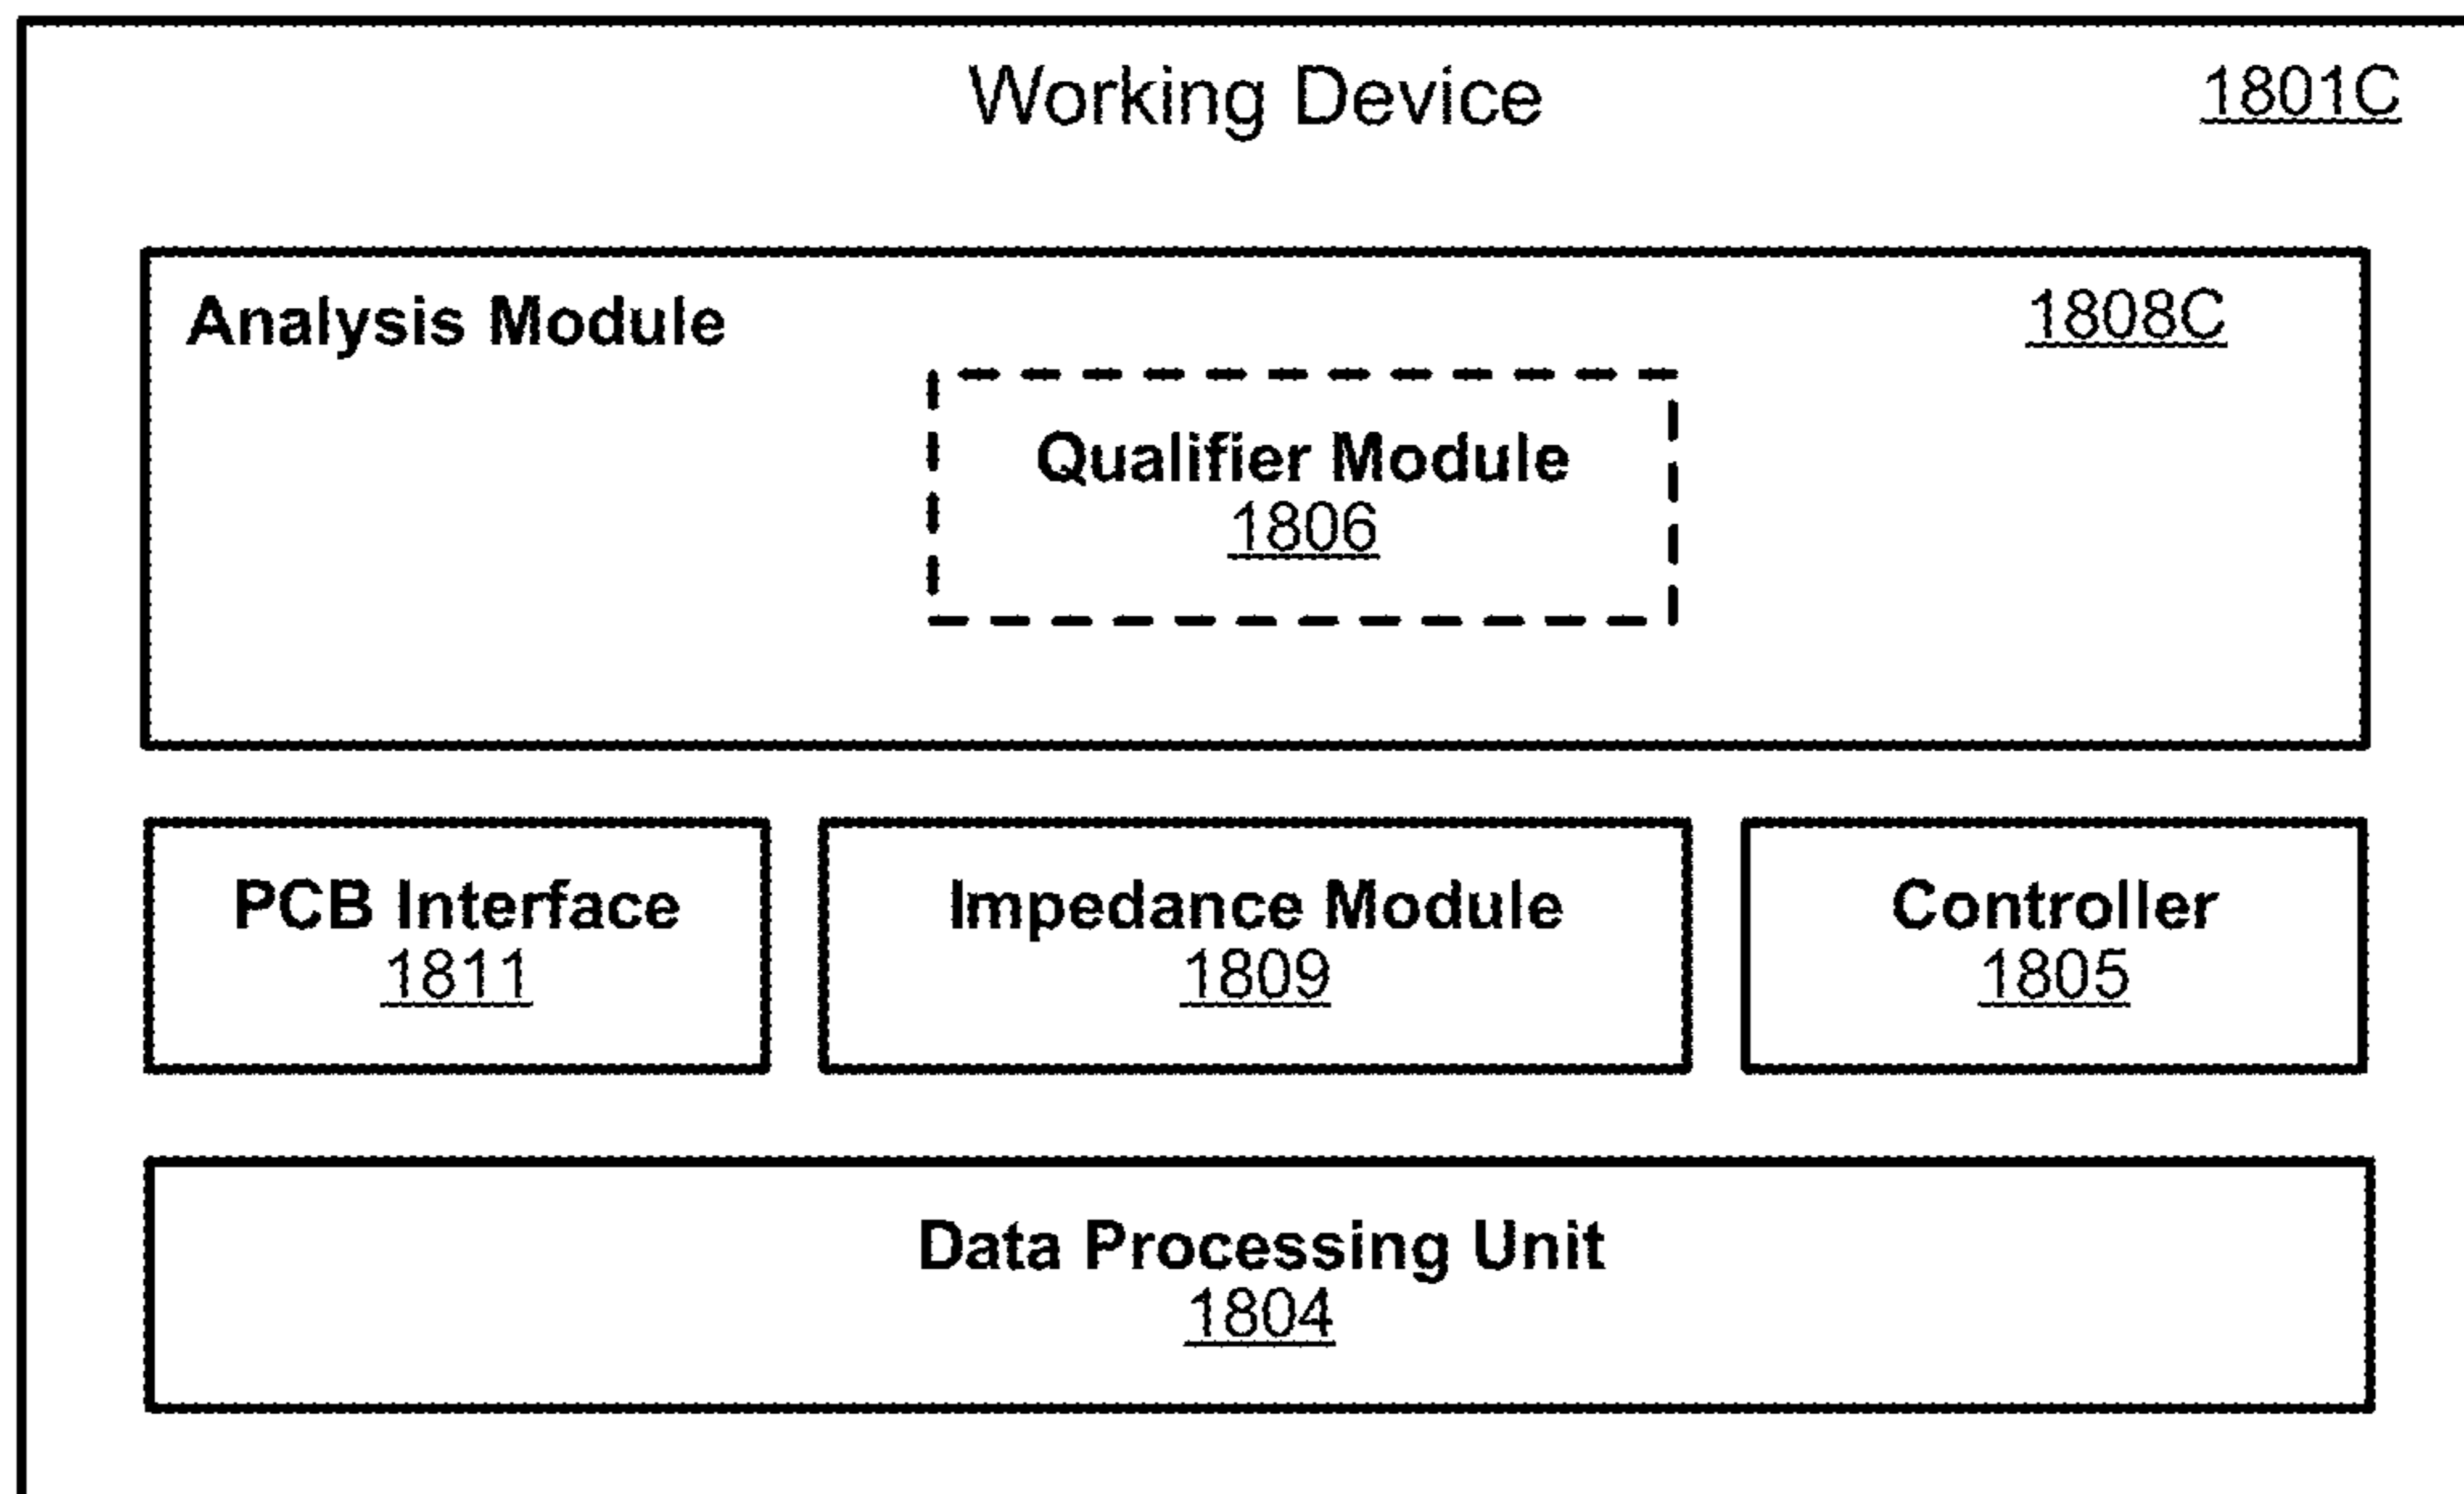 Working Device 1801C
Analysis Module 1808C
Qualifier Module
1806
PCB Interface
1811
Impedance Module
1809
Controller
1805
Data Processing Unit
1804